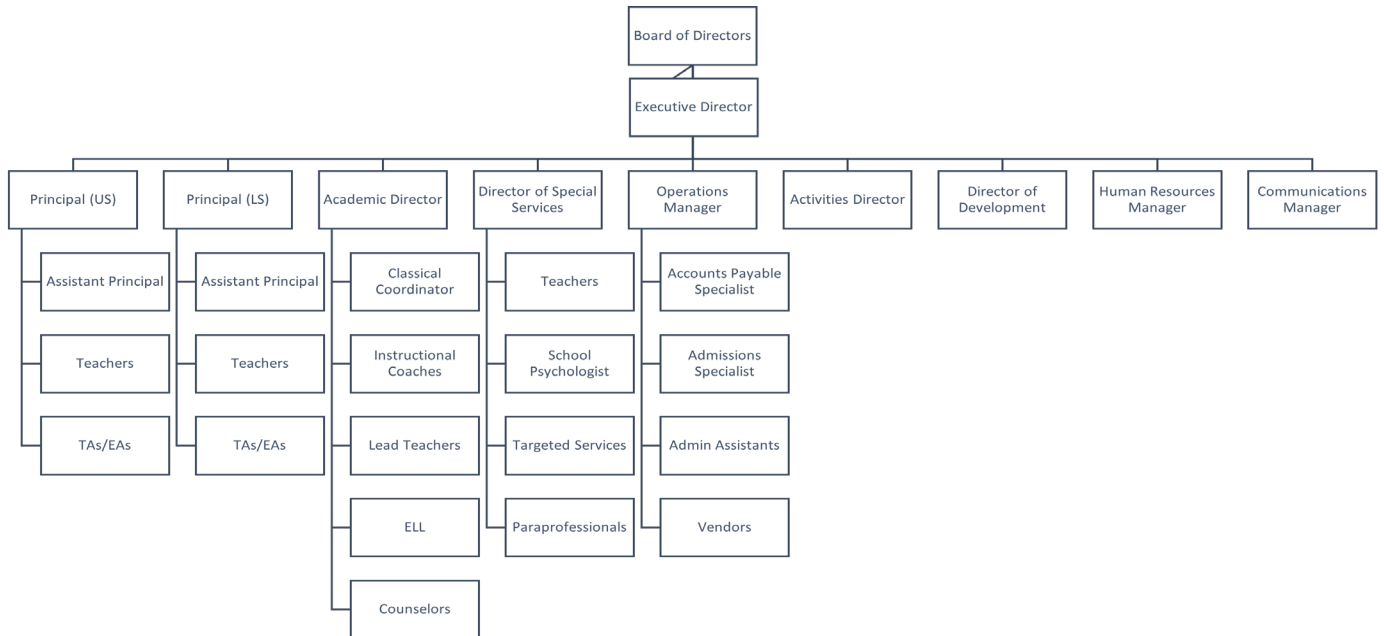 Board of Directors
Executive Director
Principal (US)
Principal (LS)
Academic Director
Director of Special
Services
Operations
Manager
Activities Director
Director of
Development
Human Resources
Manager
Communications
Manager
Assistant Principal
Teachers
TAs/EAs
Assistant Principal
Teachers
TAs/EAs
Classical
Coordinator
Instructional
Coaches
Lead Teachers
ELL
Counselors
Teachers
School
Psychologist
Targeted Services
Paraprofessionals
Accounts Payable
Specialist
Admissions
Specialist
Admin Assistants
Vendors